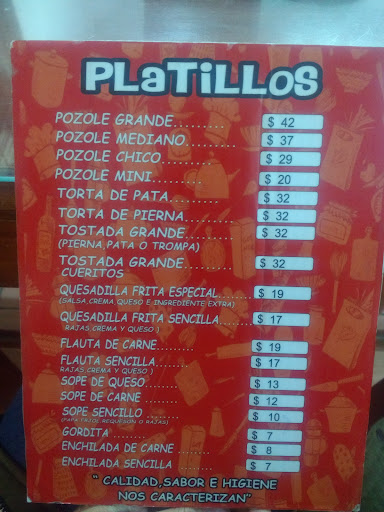 PLaTiLLOS
POZOLE GRANDE......... $ 42
POZOLE MEDIANO......... $ 37
POZOLE CHICO......... $ 29
POZOLE MINI......... $ 20
TORTA DE PATA......... $ 32
TORTA DE PIERNA......... $ 32
TOSTADA GRANDE......... $ 32
(PIERNA,PATA O TROMPA)
TOSTADA GRANDE......... $ 32
CUERITOS
QUESADILLA FRITA ESPECIAL....... $ 19
(SALSA,CREMA,QUESO E INGREDIENTE EXTRA)
QUESADILLA FRITA SENCILLA....... $ 17
RAJAS,CREMA Y QUESO )
FLAUTA DE CARNE......... $ 19
FLAUTA SENCILLA........ $ 17
RAJAS,CREMA Y QUESO )
SOPE DE QUESO........ $ 13
SOPE DE CARNE ........ $ 12
SOPE SENCILLO ........ $ 10
(PAPA,FRIJOL,REQUESON O RAJAS)
GORDITA ........ $ 7
ENCHILADA DE CARNE ........ $ 8
ENCHILADA SENCILLA ........ $ 7
" CALIDAD,SABOR E HIGIENE
NOS CARACTERIZAN"